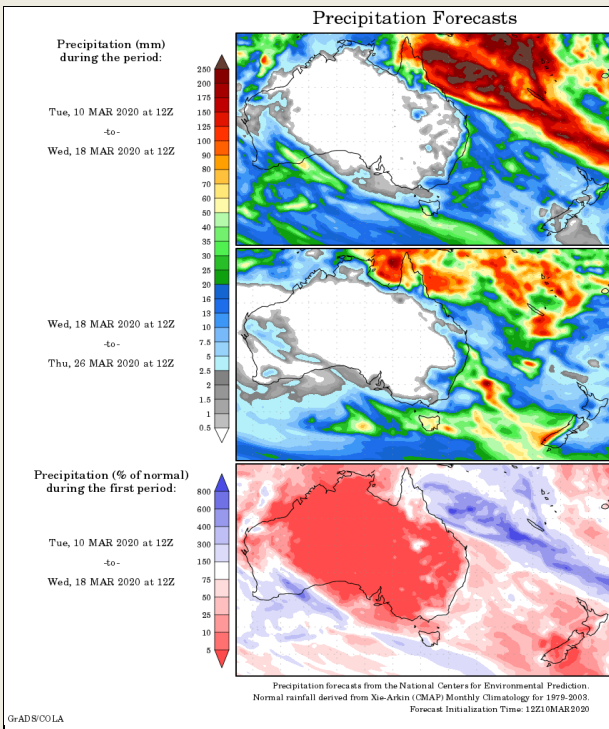 Precipitation Forecasts
Precipitation (mm)
during the period:
Tue, 10 MAR 2020 at 12Z
-to-
Wed, 18 MAR 2020 at 12Z
250
200
175
150
125
100
90
80
70
60
50
40
35
30
25
20
16
13
10
7.5
5
2.5
2
1.5
1
0.5
Wed, 18 MAR 2020 at 12Z
-to-
Thu, 26 MAR 2020 at 12Z
Precipitation (% of normal)
during the first period:
Tue, 10 MAR 2020 at 12Z
-to-
Wed, 18 MAR 2020 at 12Z
800
600
400
300
150
75
50
25
10
5
Precipitation forecasts from the National Centers for Environmental Prediction.
Normal rainfall derived from Xie-Arkin (CMAP) Monthly Climatology for 1979-2003.
Forecast Initialization Time: 12Z10MAR2020
GrADS/COLA